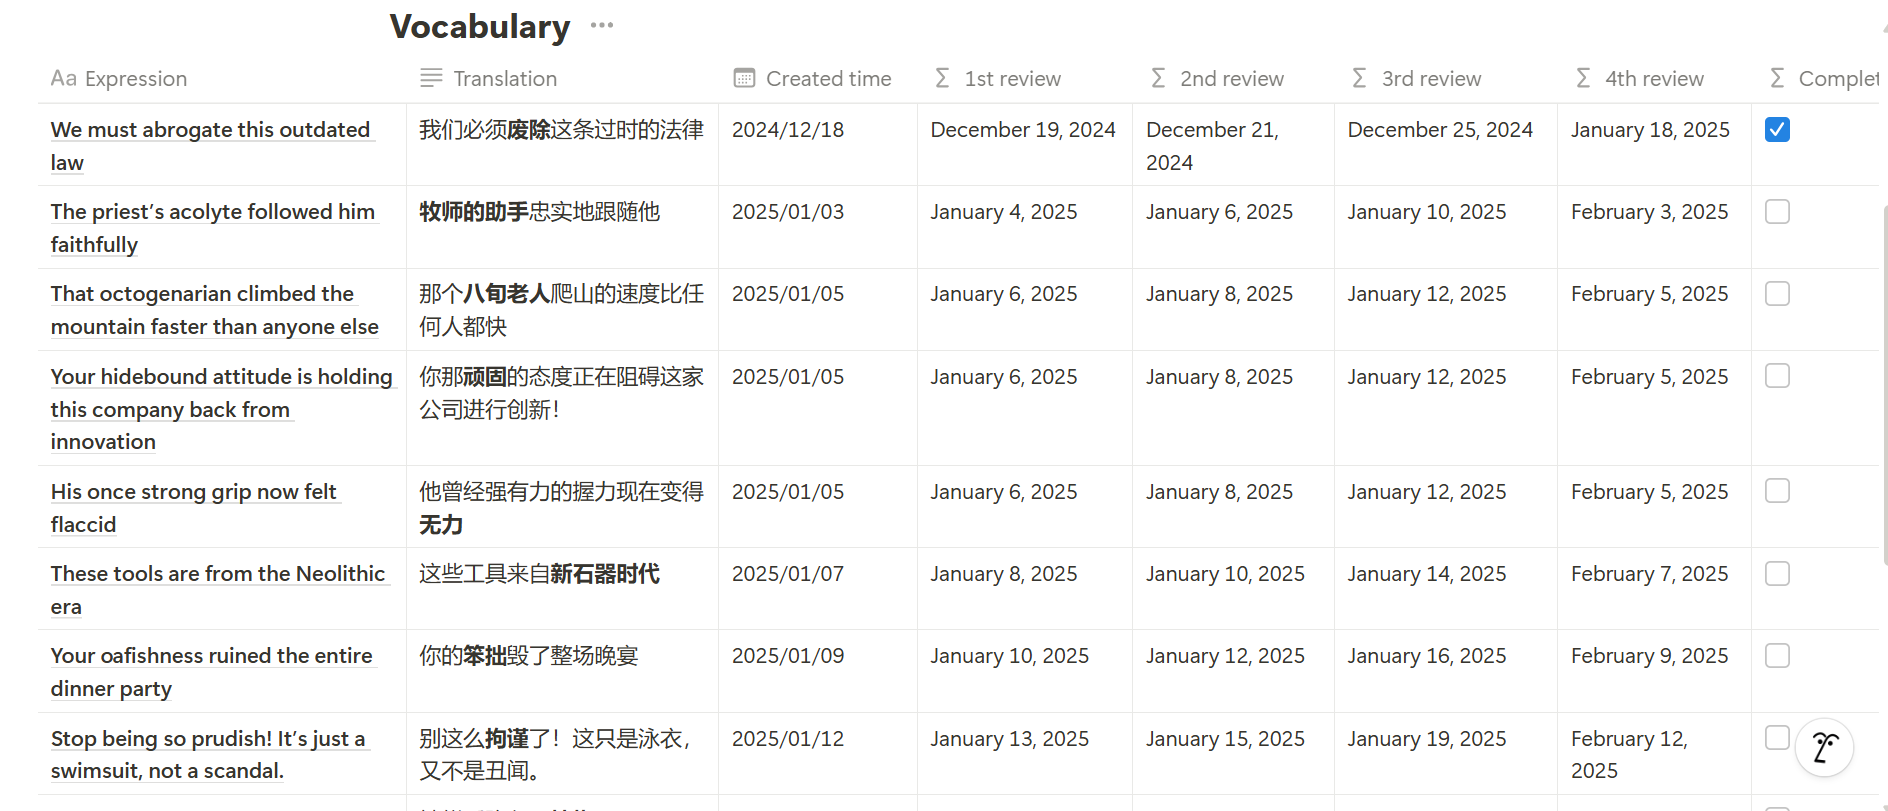 Vocabulary
Aa Expression
Translation
Created time
1st review
2nd review
3rd review
4th review
Complet
We must abrogate this outdated
law
我们必须废除这条过时的法律
2024/12/18
December 19, 2024
December 21,
2024
December 25, 2024
January 18, 2025
The priest’s acolyte followed him
faithfully
牧师的助手忠实地跟随他
2025/01/03
January 4, 2025
January 6, 2025
January 10, 2025
February 3, 2025
That octogenarian climbed the
mountain faster than anyone else
那个八旬老人爬山的速度比任
何人都快
2025/01/05
January 6, 2025
January 8, 2025
January 12, 2025
February 5, 2025
Your hidebound attitude is holding
this company back from
innovation
你那顽固的态度正在阻碍这家
公司进行创新！
2025/01/05
January 6, 2025
January 8, 2025
January 12, 2025
February 5, 2025
His once strong grip now felt
flaccid
他曾经强有力的握力现在变得
无力
2025/01/05
January 6, 2025
January 8, 2025
January 12, 2025
February 5, 2025
These tools are from the Neolithic
era
这些工具来自新石器时代
2025/01/07
January 8, 2025
January 10, 2025
January 14, 2025
February 7, 2025
Your oafishness ruined the entire
dinner party
你的笨拙毁了整场晚宴
2025/01/09
January 10, 2025
January 12, 2025
January 16, 2025
February 9, 2025
Stop being so prudish! It’s just a
swimsuit, not a scandal.
别这么拘谨了！这只是泳衣，
又不是丑闻。
2025/01/12
January 13, 2025
January 15, 2025
January 19, 2025
February 12,
2025